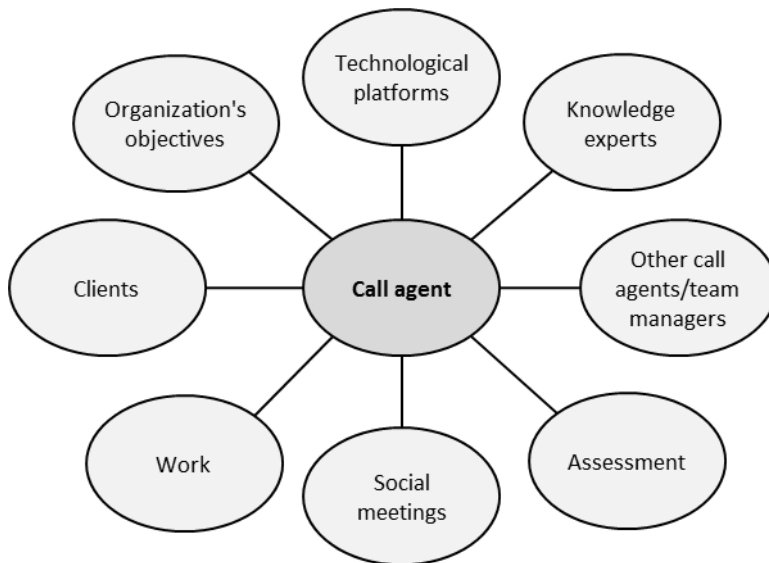 Technological
platforms
Organization's
objectives
Knowledge
experts
Clients
Call agent
Other call
agents/team
managers
Work
Social
meetings
Assessment